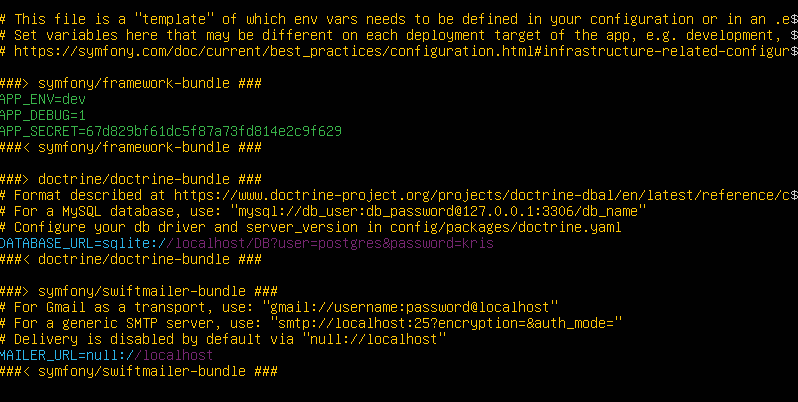 # This file is a "template" of which env vars needs to be defined in your configuration or in an .e$
# Set variables here that may be different on each deployment target of the app, e.g. development, $
# https://symfony.com/doc/current/best_practices/configuration.html#infrastructure-related-configur$
###> symfony/framework-bundle ###
APP_ENV=dev
APP_DEBUG=1
APP_SECRET=67d829bf61dc5f87a73fd814e2c9f629
###< symfony/framework-bundle ###
###> doctrine/doctrine-bundle ###
# Format described at https://www.doctrine-project.org/projects/doctrine-dbal/en/latest/reference/c$
# For a MySQL database, use: "mysql://db_user:db_password@127.0.0.1:3306/db_name"
# Configure your db driver and server_version in config/packages/doctrine.yaml
DATABASE_URL=sqlite://localhost/DB?user=postgres&password=kris
###< doctrine/doctrine-bundle ###
###> symfony/swiftmailer-bundle ###
# For Gmail as a transport, use: "gmail://username:password@localhost"
# For a generic SMTP server, use: "smtp://localhost:25?encryption=&auth_mode="
# Delivery is disabled by default via "null://localhost"
MAILER_URL=null://localhost
###< symfony/swiftmailer-bundle ###